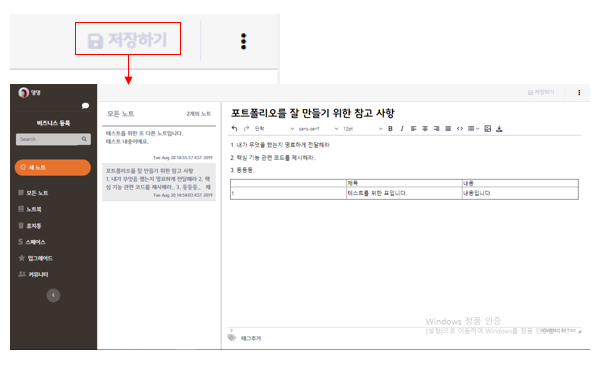 저장하기
명명
저장하기
비즈니스 등록
Search
새 노트
모든 노트
노트북
휴지통
스페이스
업그레이드
커뮤니티
모든 노트
2개의 노트
테스트를 위한 또 다른 노트입니다.
테스트 내용이에요.
Tue Aug 20 14:55:57 KST 2019
포트폴리오를 잘 만들기 위한 참고 사항
1. 내가 무엇을 했는지 명료하게 전달해라 2. 핵
심 기능 관련 코드를 제시해라.. 3. 등등등.. 제
Tue Aug 20 14:54:03 KST 2019
포트폴리오를 잘 만들기 위한 참고 사항
단락
sans-serif
12pt
1. 내가 무엇을 했는지 명료하게 전달해라
2. 핵심 기능 관련 코드를 제시해라..
3. 등등등..
제목
내용
1
테스트를 위한 표입니다.
내용입니다.
Windows 정품 인증
[설정]으로 이동하여 Windows를 정품 인증
태그추가